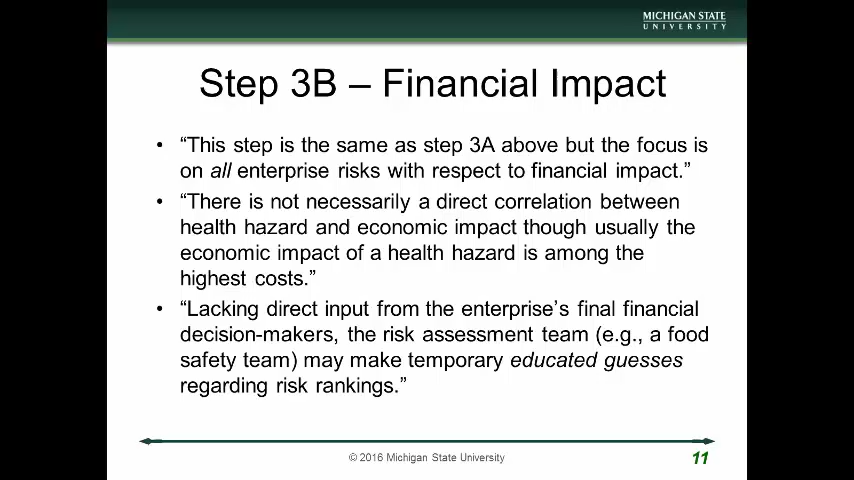 MICHIGAN STATE
UNIVERSITY
Step 3B – Financial Impact
• “This step is the same as step 3A above but the focus is
on all enterprise risks with respect to financial impact.”
• “There is not necessarily a direct correlation between
health hazard and economic impact though usually the
economic impact of a health hazard is among the
highest costs.”
• “Lacking direct input from the enterprise’s final financial
decision-makers, the risk assessment team (e.g., a food
safety team) may make temporary educated guesses
regarding risk rankings.”
© 2016 Michigan State University
11